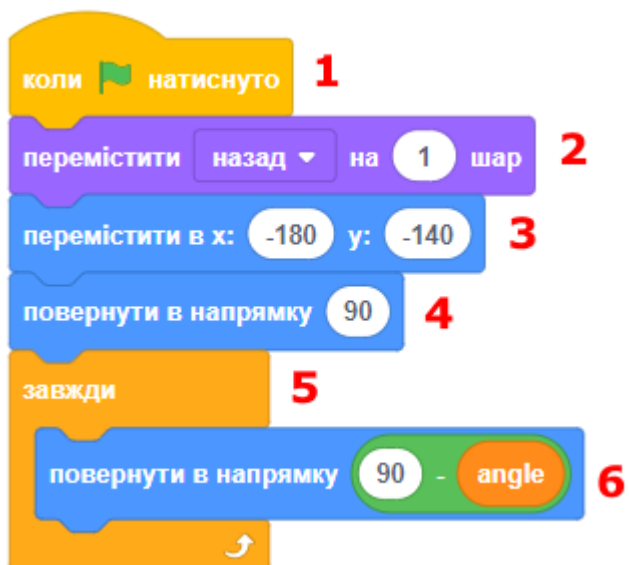 коли натиснуто 1
перемістити назад на 1 шар 2
перемістити в x: -180 y: -140 3
повернути в напрямку 90 4
завжди 5
повернути в напрямку 90 - angle 6